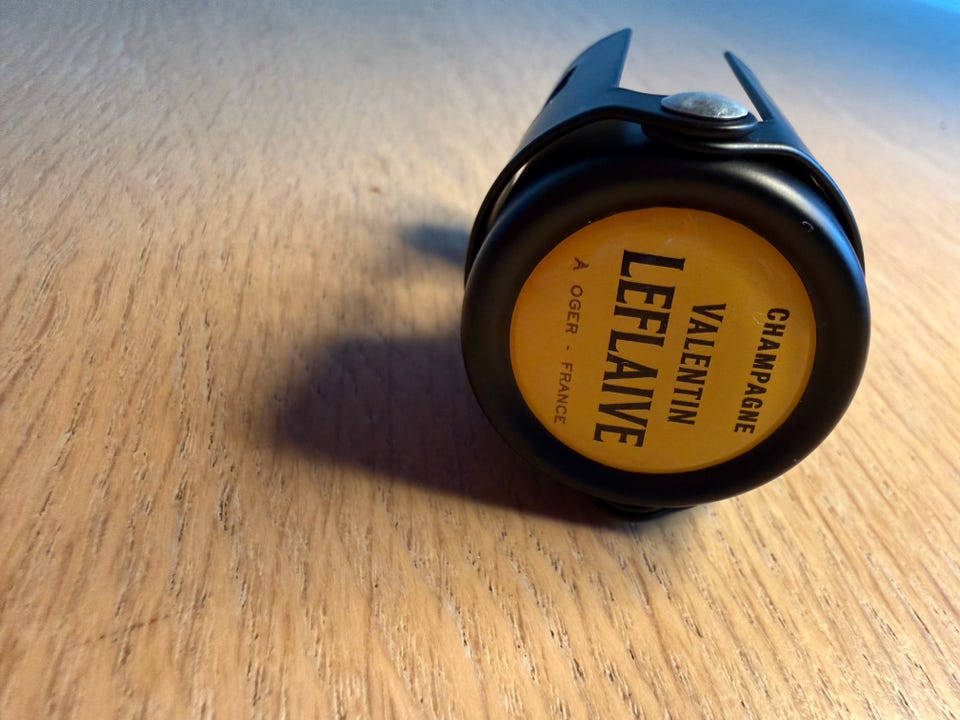 CHAMPAGNE
VALENTIN
LEFLAIVE
À OGER - FRANCE